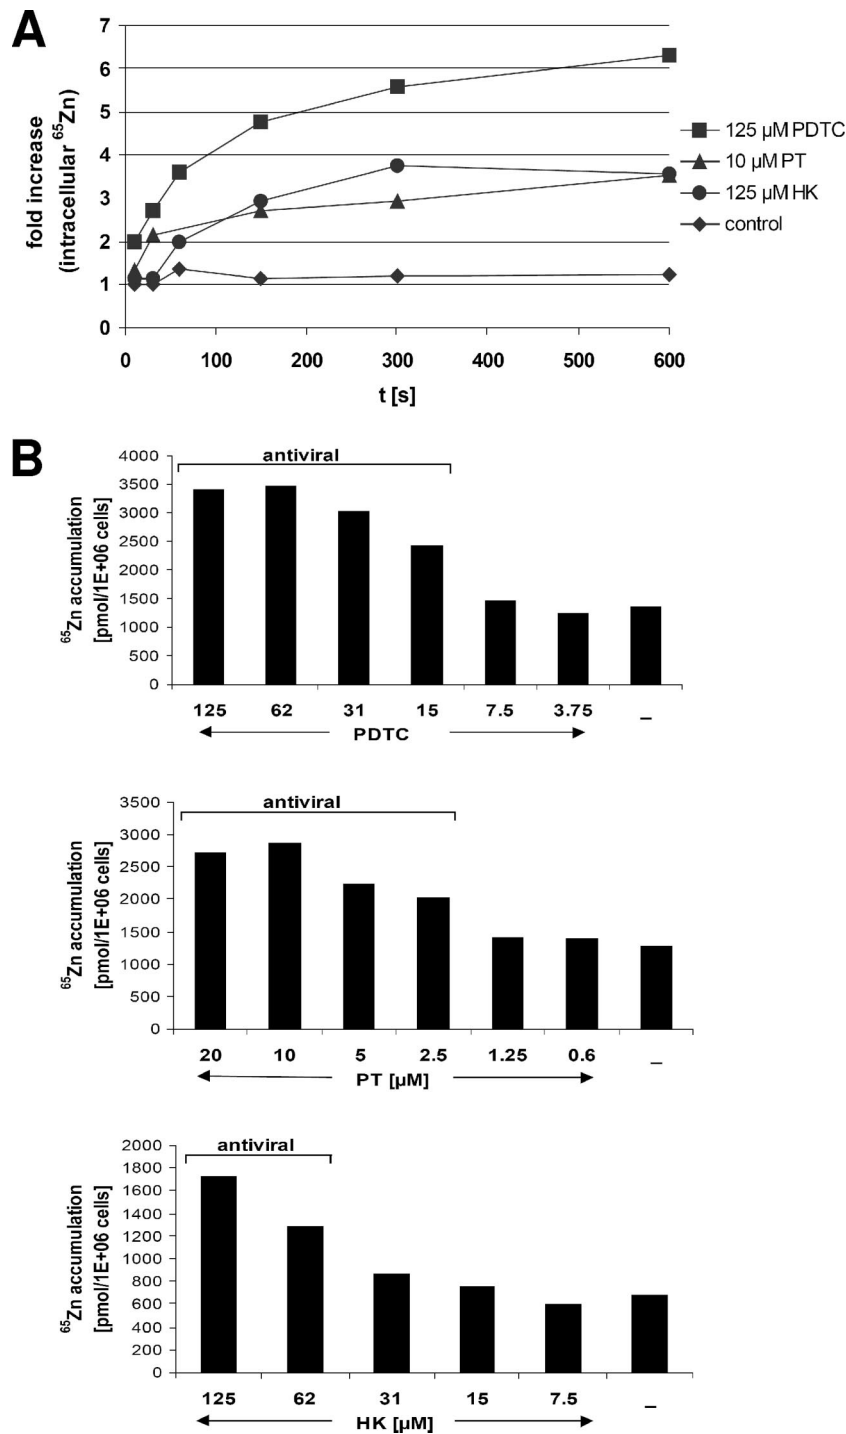 A
7
6
5
4
3
2
1
0
fold increase
(intracellular ⁶⁵Zn)
0 100 200 300 400 500 600
t [s]
125 µM PDTC
10 µM PT
125 µM HK
control
B
antiviral
4000
3500
3000
2500
2000
1500
1000
500
0
⁶⁵Zn accumulation
[pmol/1E+06 cells]
125 62 31 15 7.5 3.75 –
PDTC
antiviral
3500
3000
2500
2000
1500
1000
500
0
⁶⁵Zn accumulation
[pmol/1E+06 cells]
20 10 5 2.5 1.25 0.6 –
PT [µM]
antiviral
2000
1800
1600
1400
1200
1000
800
600
400
200
0
⁶⁵Zn accumulation
[pmol/1E+06 cells]
125 62 31 15 7.5 –
HK [µM]